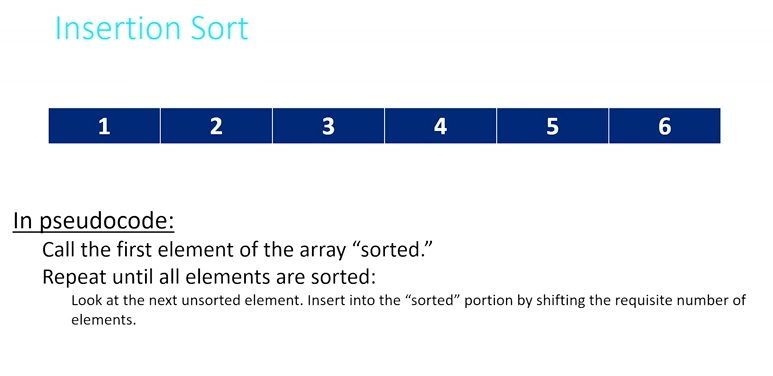 Insertion Sort
1 2 3 4 5 6
In pseudocode:
Call the first element of the array “sorted.”
Repeat until all elements are sorted:
Look at the next unsorted element. Insert into the “sorted” portion by shifting the requisite number of
elements.